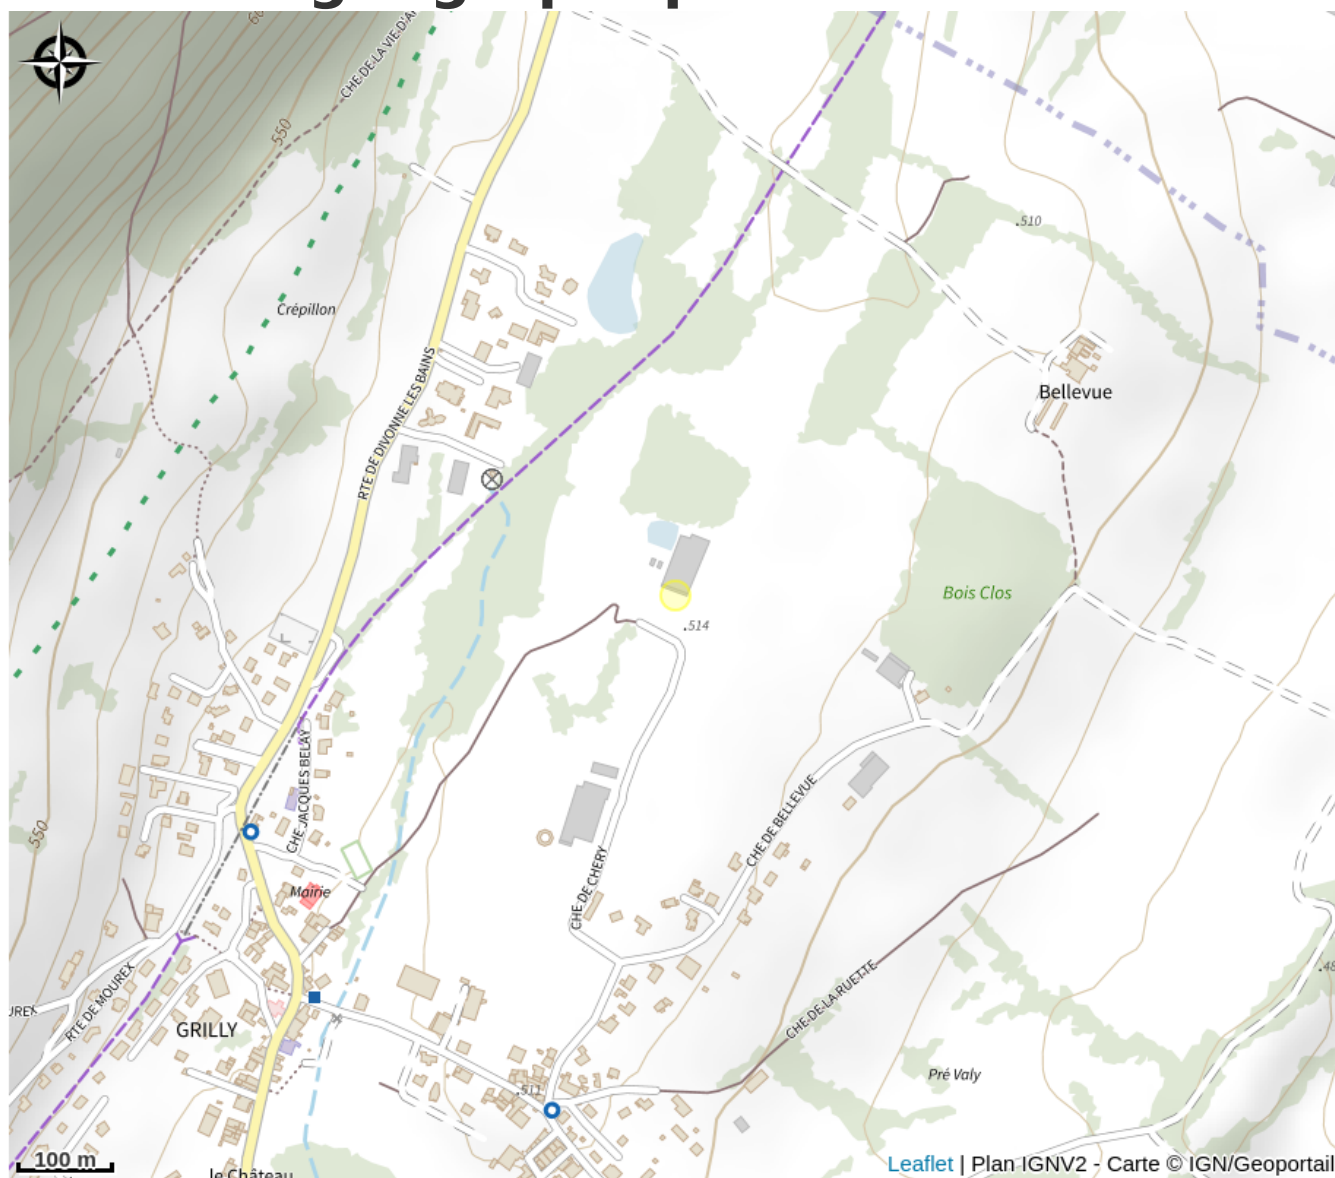 CHE-DE-LA-VIE-D'A
550
Crépillon
.510
RTE DE DIVONNE LES BAINS
Bellevue
Bois Clos
.514
CHE JACQUES BELAY
CHE-DE-BELLEVUE
550
Mairie
CHE-DE-CHERY
CHE-DE-LA-RUETTE
RTE DE MOUREX
GRILLY
Pré Valy
.511
100 m
le Château
Leaflet | Plan IGNV2 - Carte © IGN/Geoportail